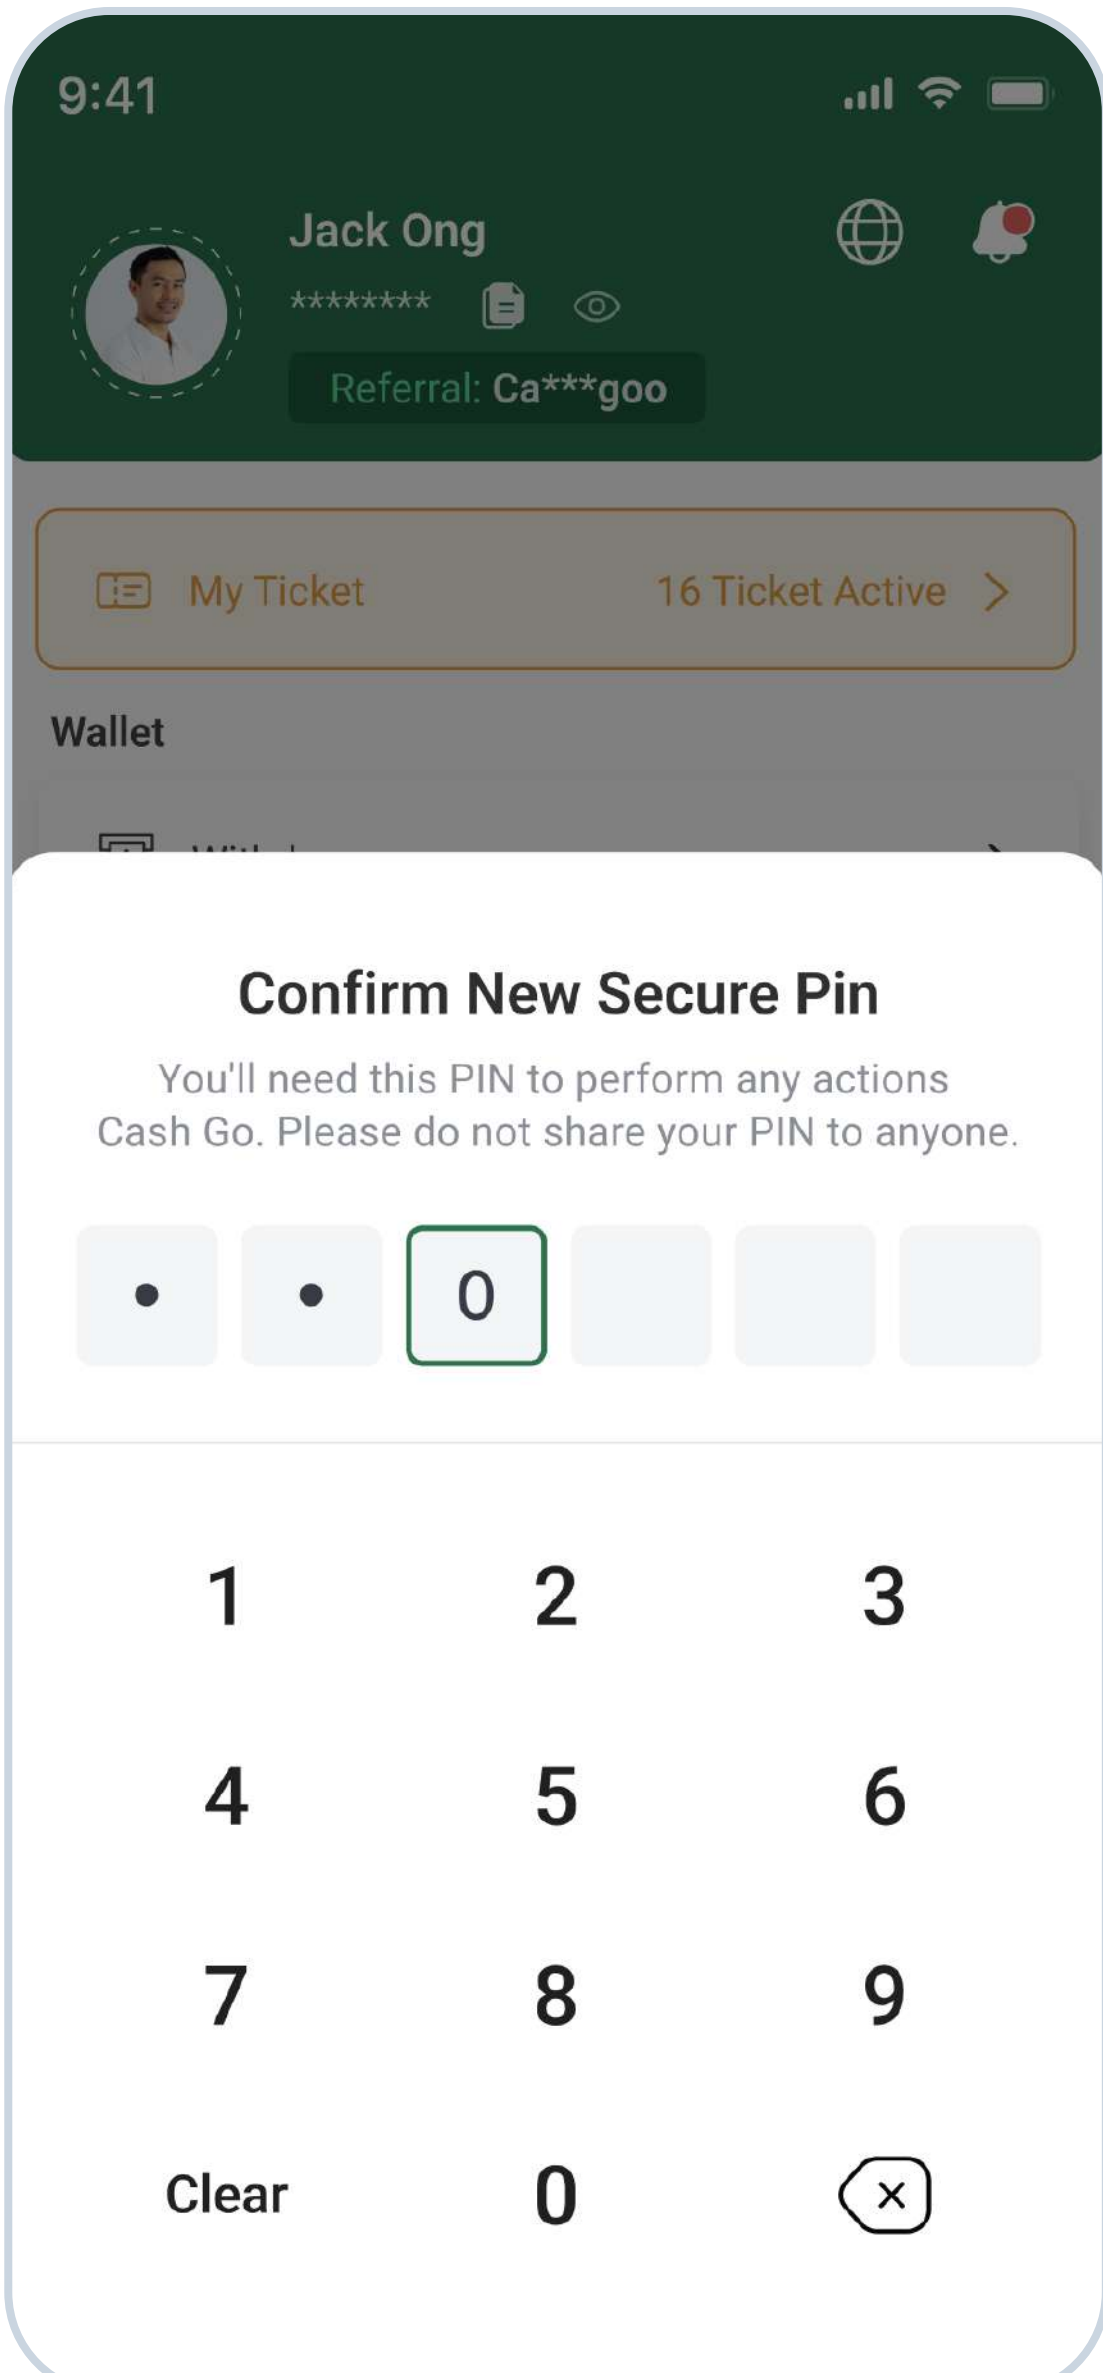 9:41
Jack Ong
********
Referral: Ca***goo
My Ticket
16 Ticket Active
Wallet
Confirm New Secure Pin
You'll need this PIN to perform any actions
Cash Go. Please do not share your PIN to anyone.
0
1 2 3
4 5 6
7 8 9
Clear 0